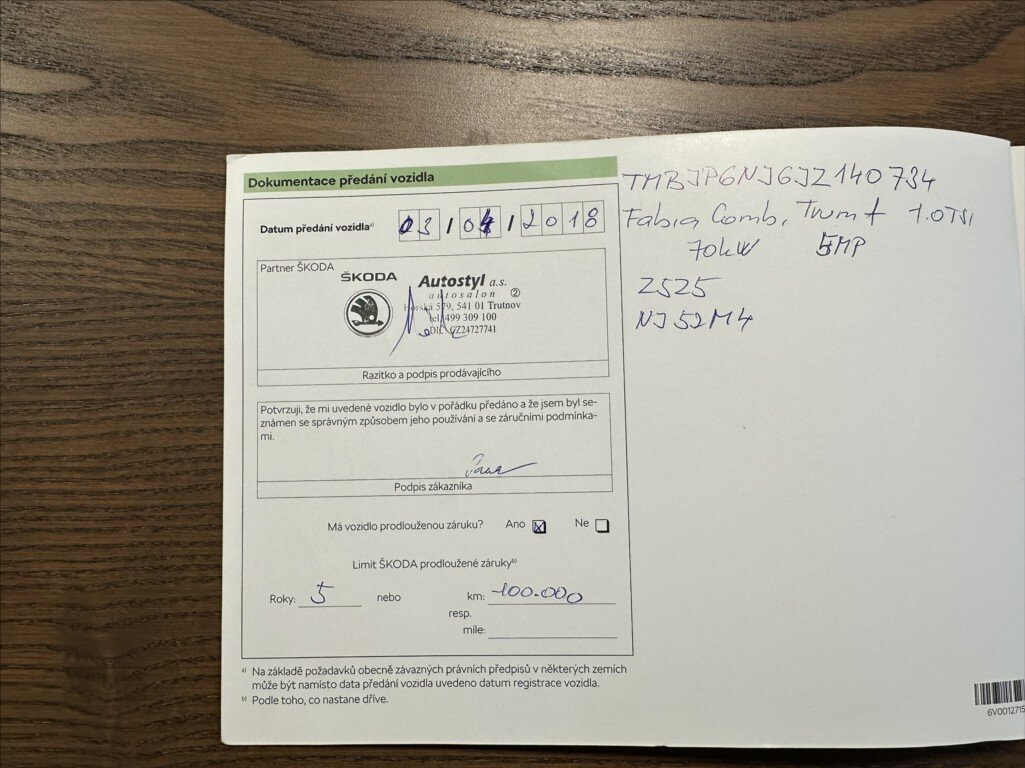 Dokumentace předání vozidla
Datum předání vozidla a) 03 / 04 / 2018
Partner ŠKODA
ŠKODA
Autostyl a.s.
autosalon ②
Horská 579, 541 01 Trutnov
tel. 499 309 100
DIČ CZ24727741
Razítko a podpis prodávajícího
Potvrzuji, že mi uvedené vozidlo bylo v pořádku předáno a že jsem byl se-
známen se správným způsobem jeho používání a se záručními podmínka-
mi.
Podpis zákazníka
Má vozidlo prodlouženou záruku? Ano ☒ Ne ☐
Limit ŠKODA prodloužené záruky b)
Roky: 5 nebo km: 100.000
resp.
míle:
a) Na základě požadavků obecně závazných právních předpisů v některých zemích
může být namísto data předání vozidla uvedeno datum registrace vozidla.
b) Podle toho, co nastane dříve.
TMBJP6NJ6JZ140734
Fabia Comb. Triumf 1.0TSI
70kW 5MP
Z5Z5
NJ52M4
6V0012715